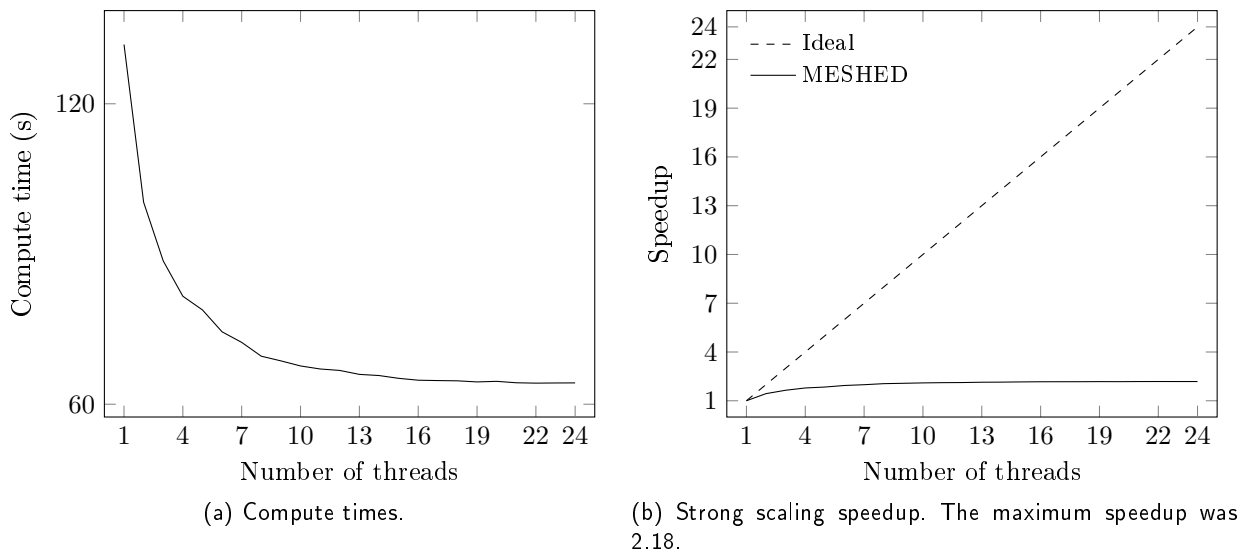 120
60
Compute time (s)
1 4 7 10 13 16 19 22 24
Number of threads
(a) Compute times.
24
22
19
16
13
10
7
4
1
Speedup
Ideal
MESHED
1 4 7 10 13 16 19 22 24
Number of threads
(b) Strong scaling speedup. The maximum speedup was
2.18.